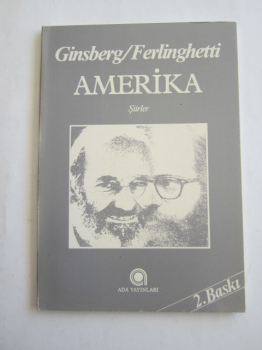 Ginsberg/Ferlinghetti
AMERİKA
Şiirler
ADA YAYINLARI
2. Baskı